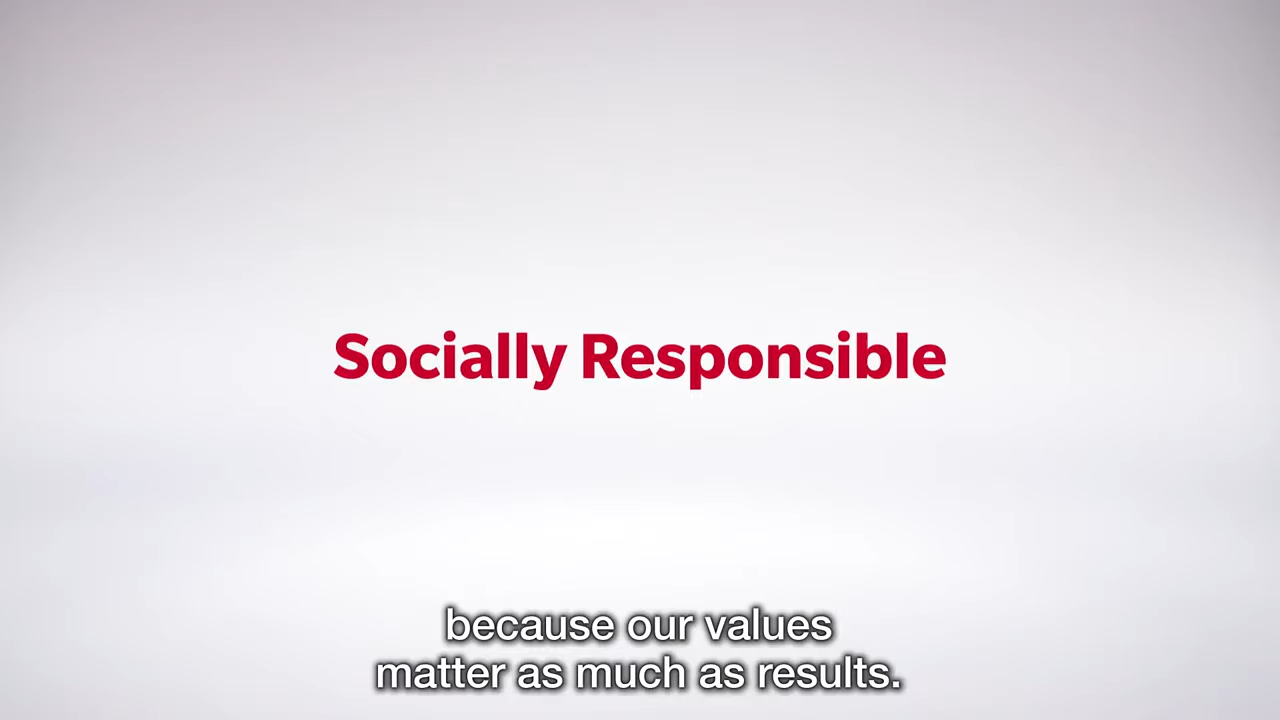 Socially Responsible
because our values
matter as much as results.